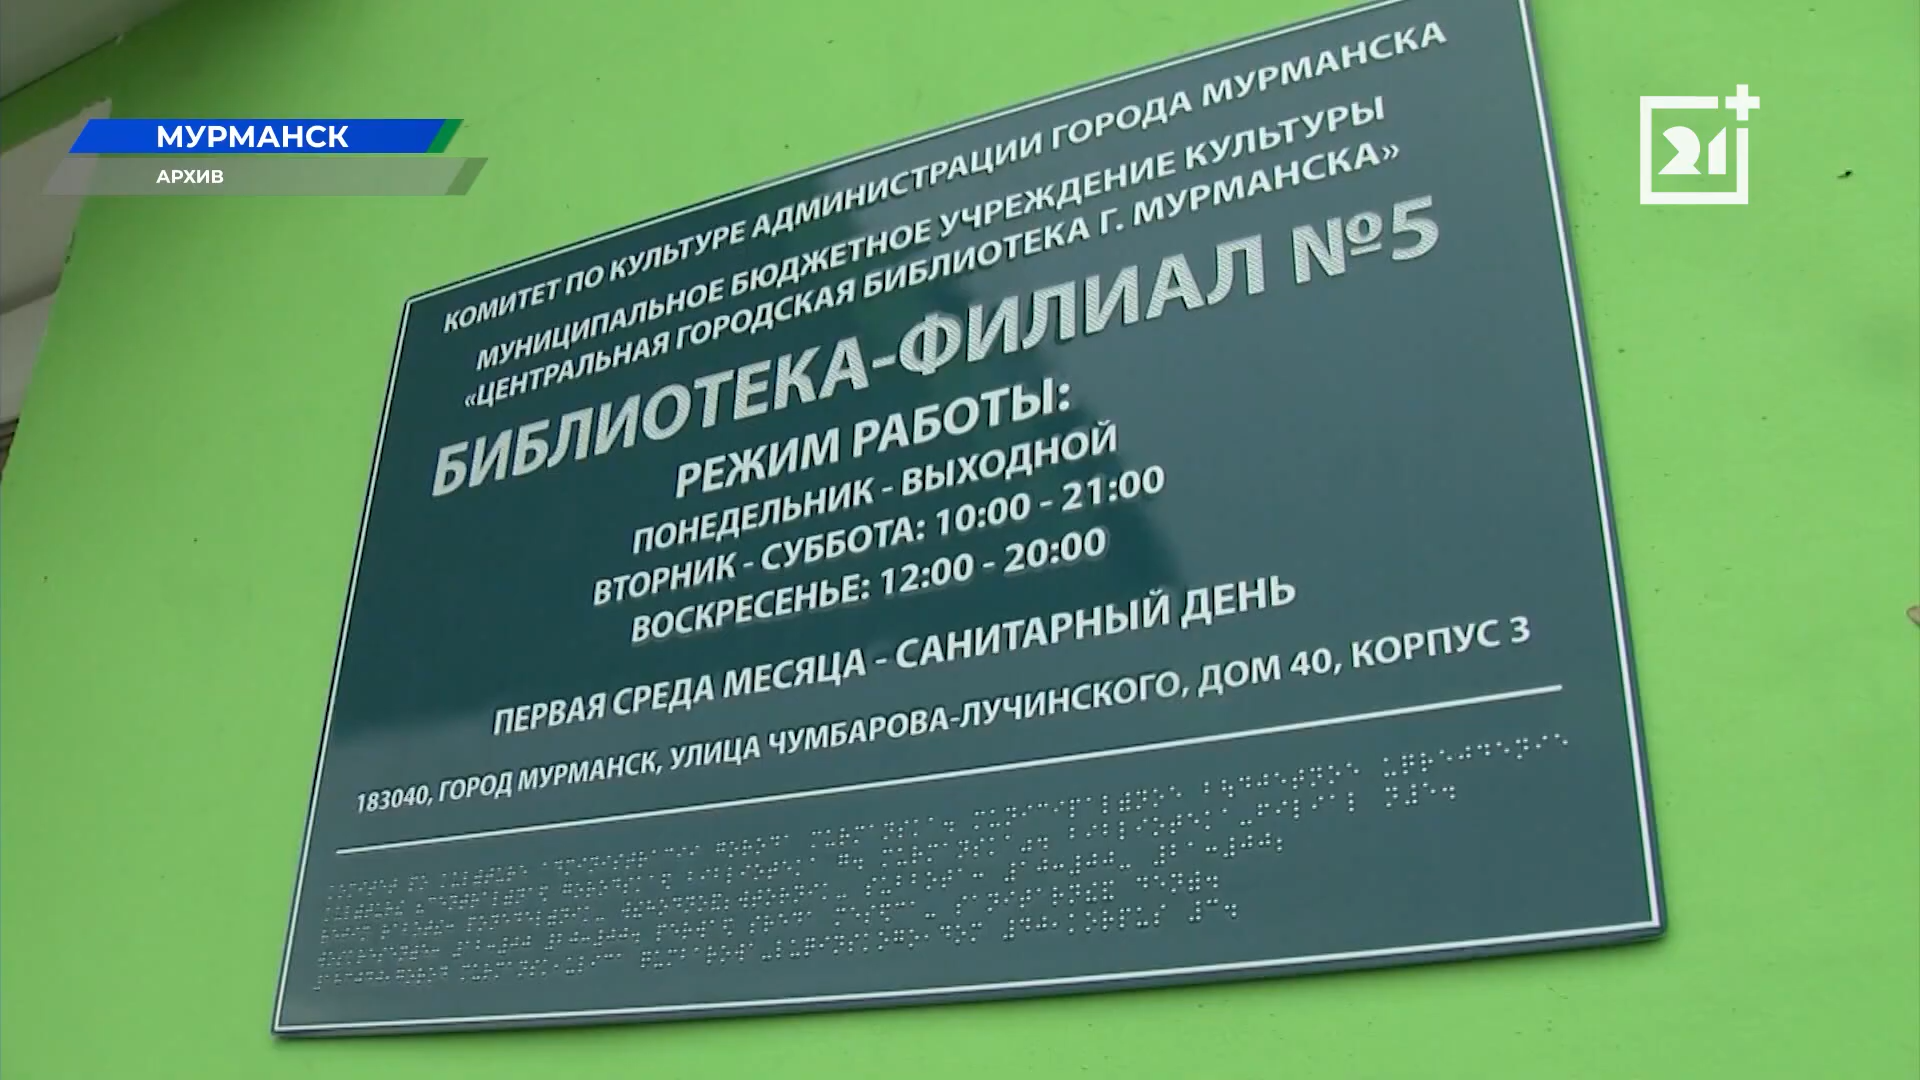 МУРМАНСК
АРХИВ
21+
КОМИТЕТ ПО КУЛЬТУРЕ АДМИНИСТРАЦИИ ГОРОДА МУРМАНСКА
МУНИЦИПАЛЬНОЕ БЮДЖЕТНОЕ УЧРЕЖДЕНИЕ КУЛЬТУРЫ
«ЦЕНТРАЛЬНАЯ ГОРОДСКАЯ БИБЛИОТЕКА Г. МУРМАНСКА»
БИБЛИОТЕКА-ФИЛИАЛ №5
РЕЖИМ РАБОТЫ:
ПОНЕДЕЛЬНИК - ВЫХОДНОЙ
ВТОРНИК - СУББОТА: 10:00 - 21:00
ВОСКРЕСЕНЬЕ: 12:00 - 20:00
ПЕРВАЯ СРЕДА МЕСЯЦА - САНИТАРНЫЙ ДЕНЬ
183040, ГОРОД МУРМАНСК, УЛИЦА ЧУМБАРОВА-ЛУЧИНСКОГО, ДОМ 40, КОРПУС 3